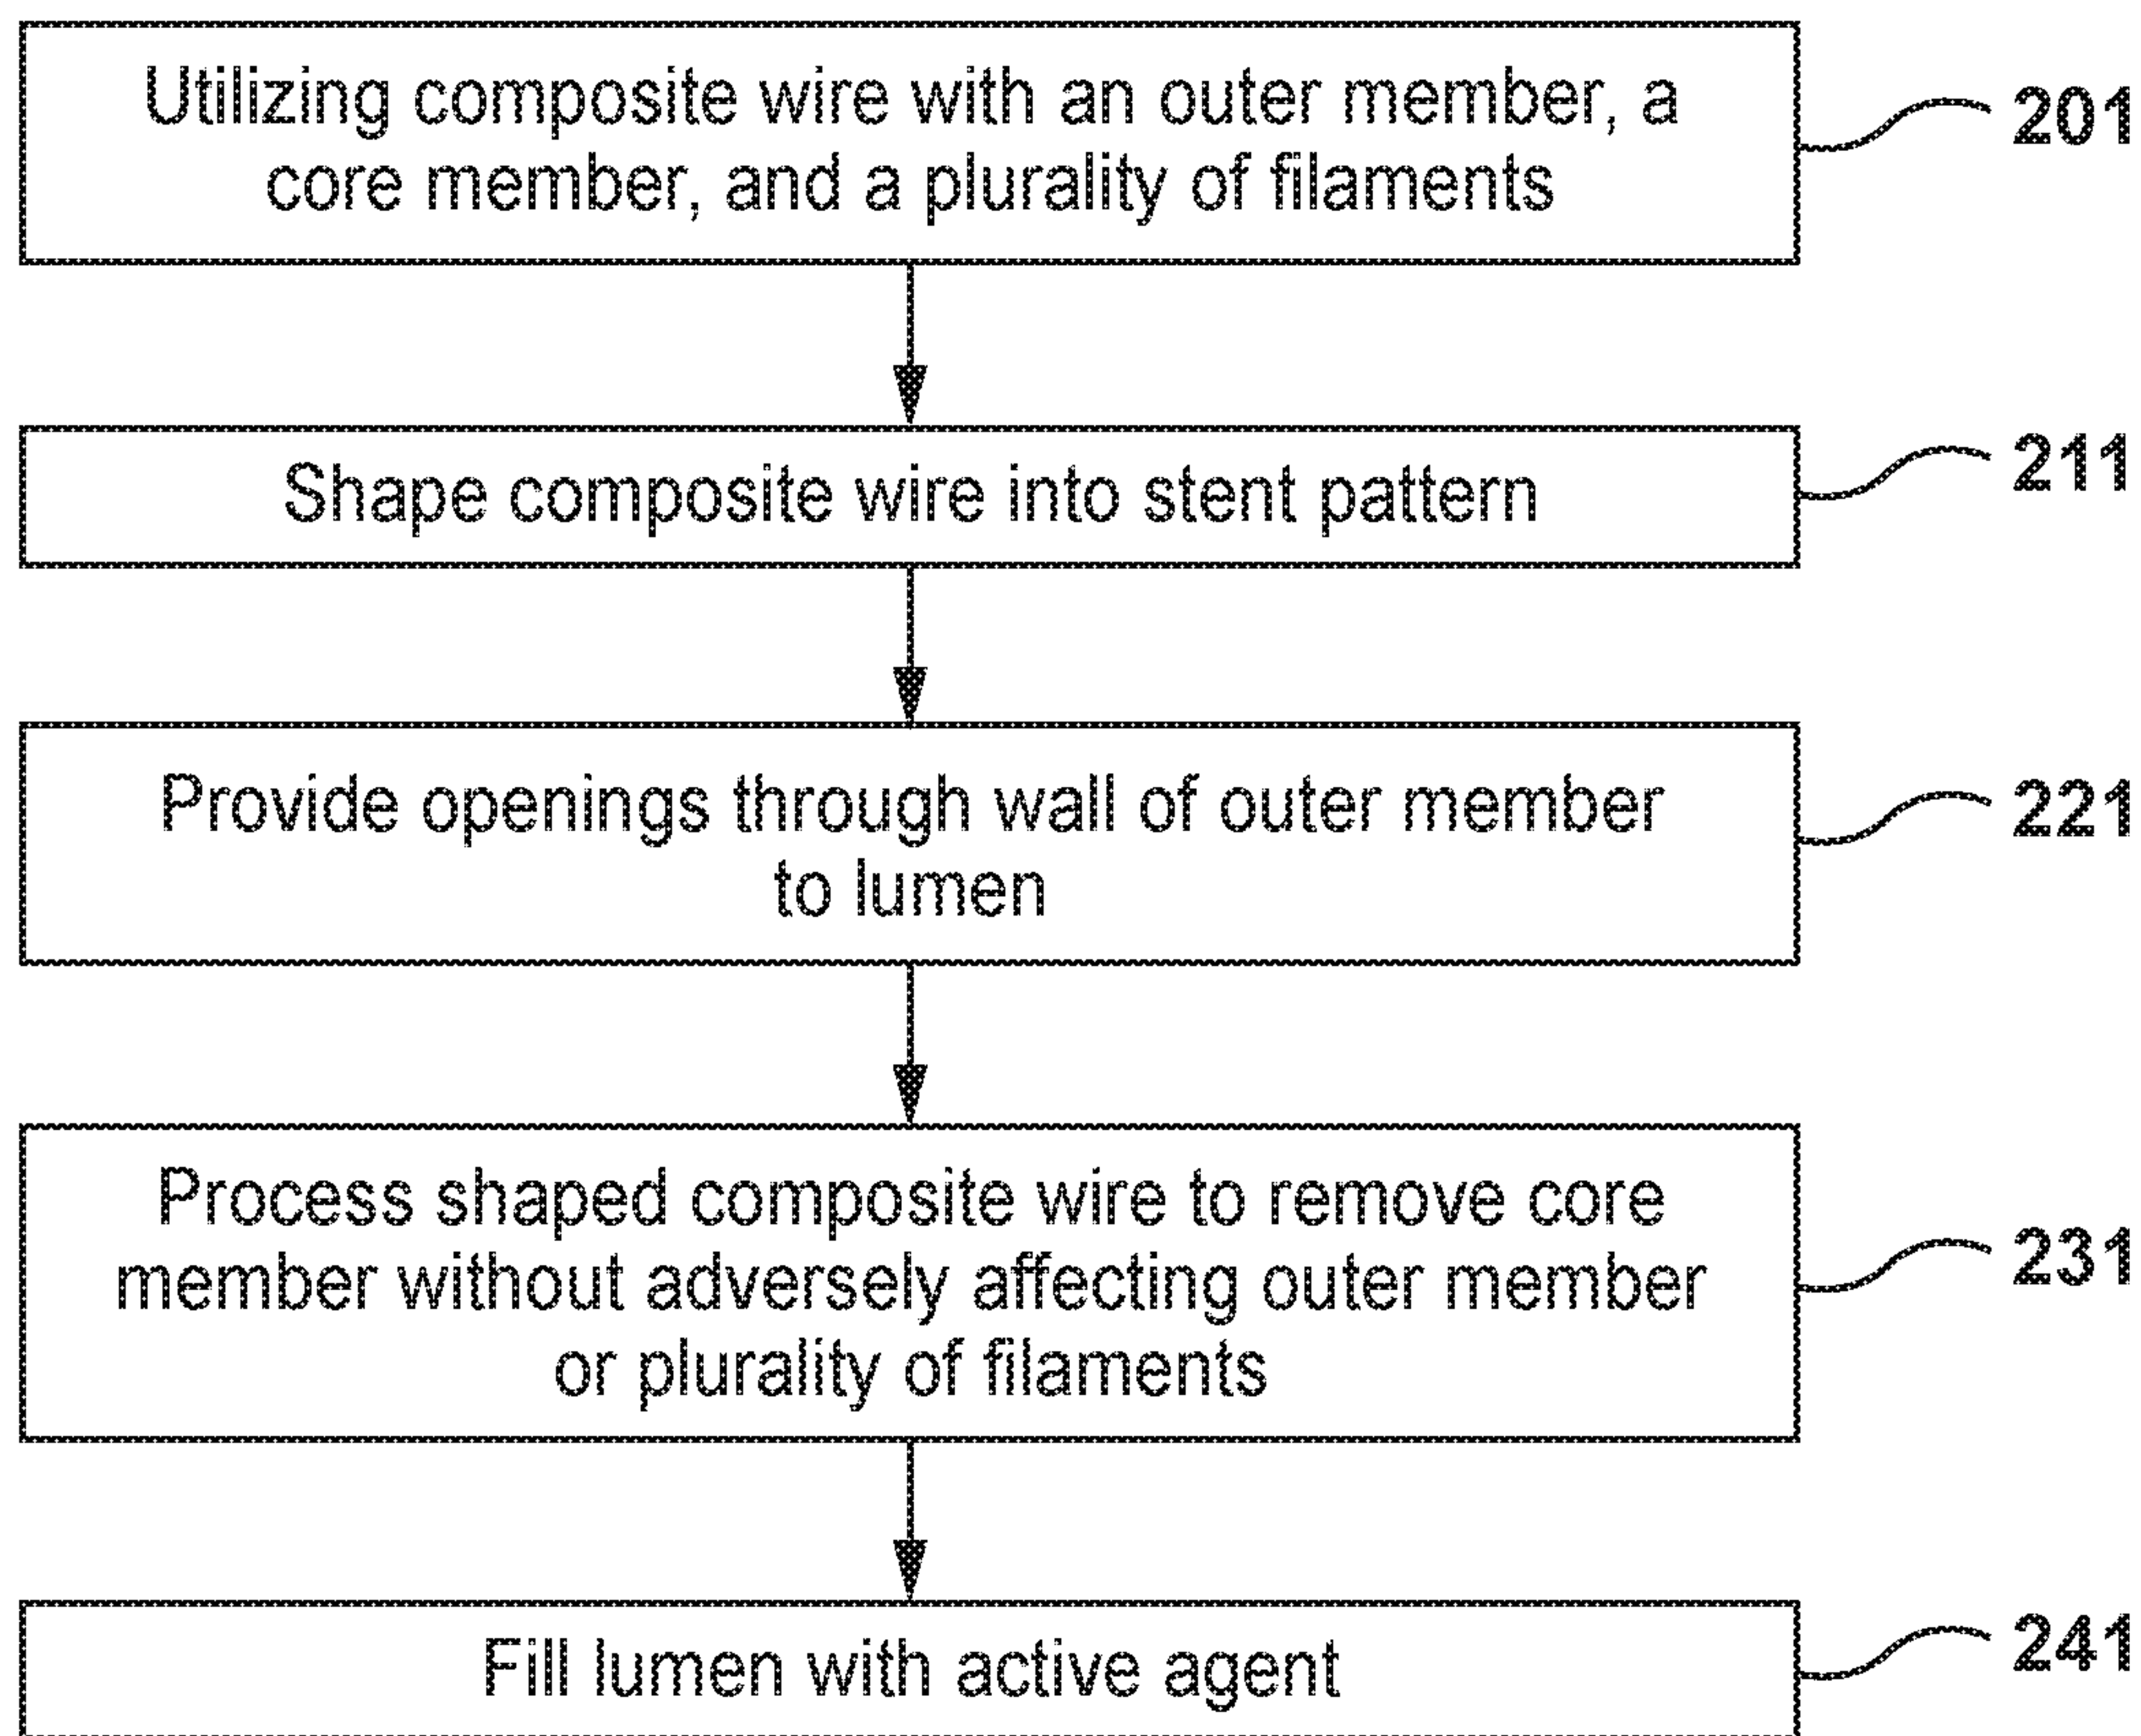 Utilizing composite wire with an outer member, a
core member, and a plurality of filaments
201
Shape composite wire into stent pattern
211
Provide openings through wall of outer member
to lumen
221
Process shaped composite wire to remove core
member without adversely affecting outer member
or plurality of filaments
231
Fill lumen with active agent
241